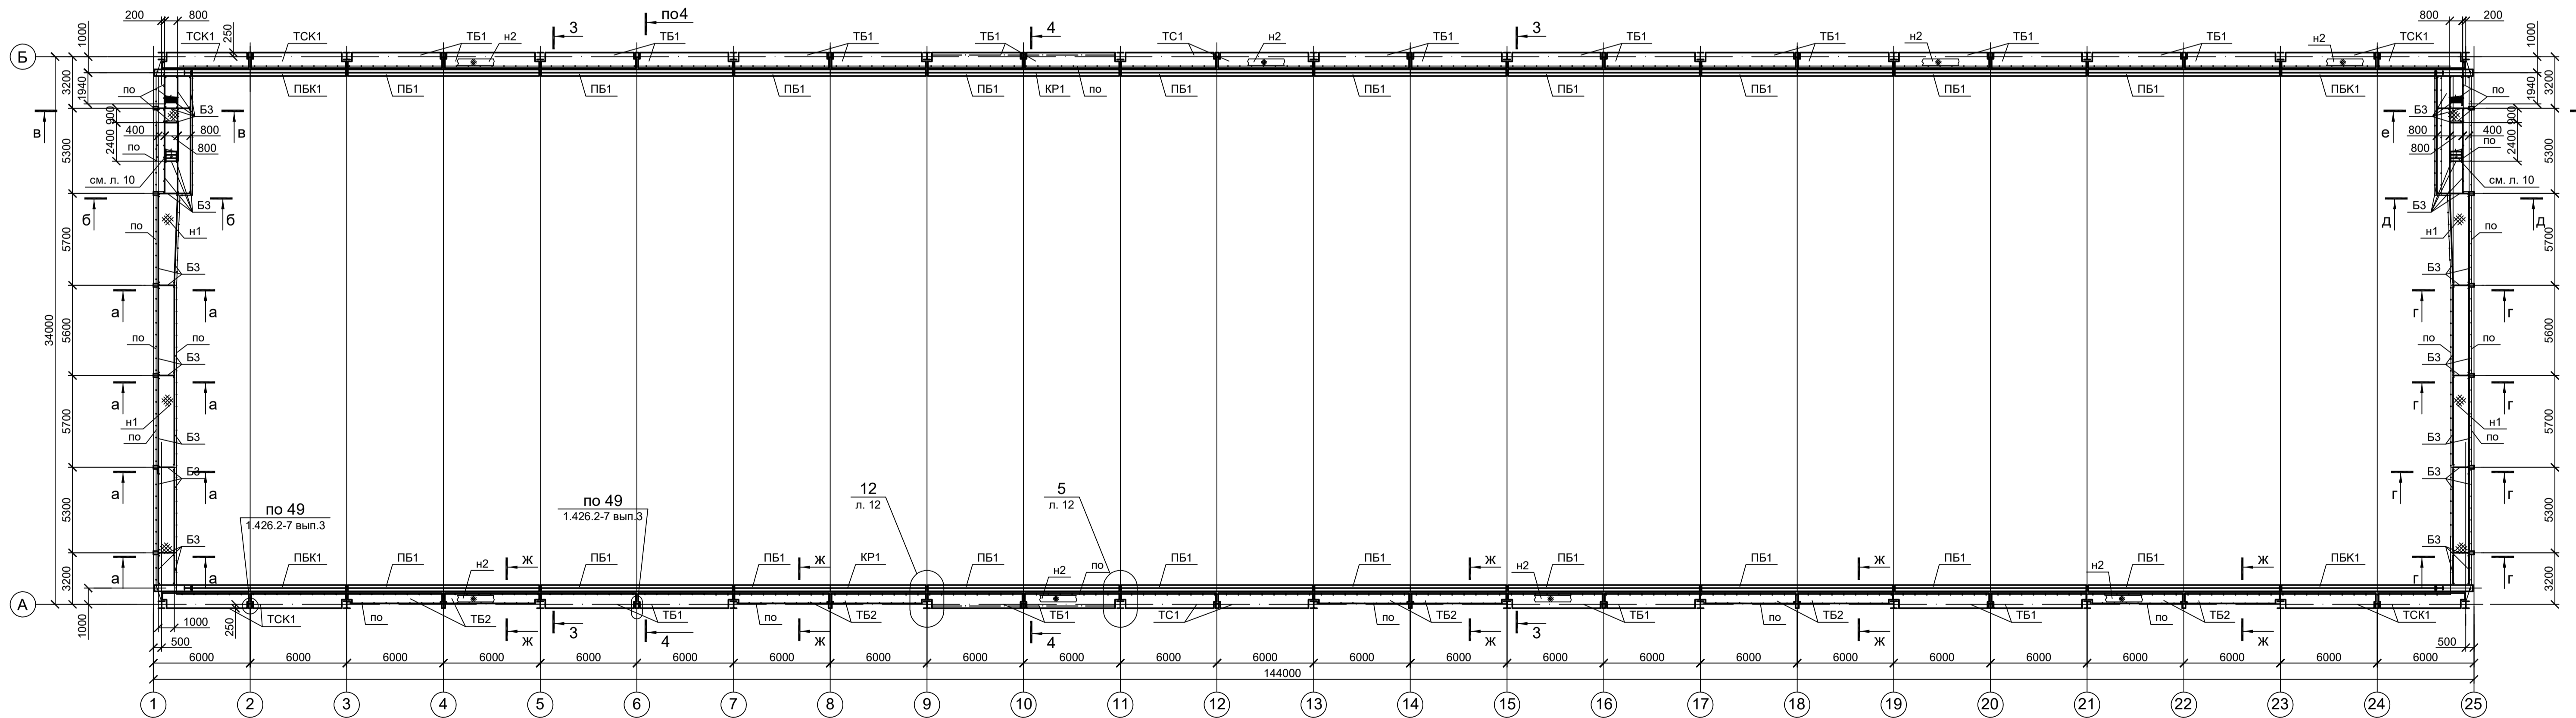 200 800 3 по4 4 3 800 200
1000 250 ТСК1 ТСК1 ТБ1 н2 ТБ1 ТБ1 ТБ1 ТС1 н2 ТБ1 ТБ1 ТБ1 н2 ТБ1 ТБ1 н2 ТСК1 1000
Б
3200 1940 ПБК1 ПБ1 ПБ1 ПБ1 ПБ1 КР1 по ПБ1 ПБ1 ПБ1 ПБ1 ПБ1 ПБ1 ПБК1 1940 3200
по Б3 Б3 по
900 900
в в е
400 800 800 400
5300 2400 по 800 800 по 2400 5300
см. л. 10 см. л. 10
Б3 Б3
б б д д
по н1 н1 по
5700 5700
Б3 Б3
а а г г
34000
5600 по по по по 5600
Б3 Б3
а а г г
н1 н1
5700 по Б3 Б3 по 5700
Б3 Б3
а а г г
12 5
л. 12 л. 12
по 49 по 49
1.426.2-7 вып.3 1.426.2-7 вып.3
5300 5300
Б3 Б3
а а г г
ПБК1 ПБ1 ж ПБ1 ПБ1 ж КР1 ПБ1 ПБ1 ПБ1 ж ПБ1 ПБ1 ж ПБ1 ПБ1 ж ПБК1
3200 н2 н2 по н2 н2 3200
А
1000 1000 250 ТСК1 по ТБ2 ТБ1 по ТБ2 ТБ1 ТС1 по ТБ2 ТБ1 по ТБ2 ТБ1 по ТБ2 ТСК1
ж 3 4 ж 4 ж 3 ж ж
500 500
6000 6000 6000 6000 6000 6000 6000 6000 6000 6000 6000 6000 6000 6000 6000 6000 6000 6000 6000 6000 6000 6000 6000 6000
144000
1 2 3 4 5 6 7 8 9 10 11 12 13 14 15 16 17 18 19 20 21 22 23 24 25